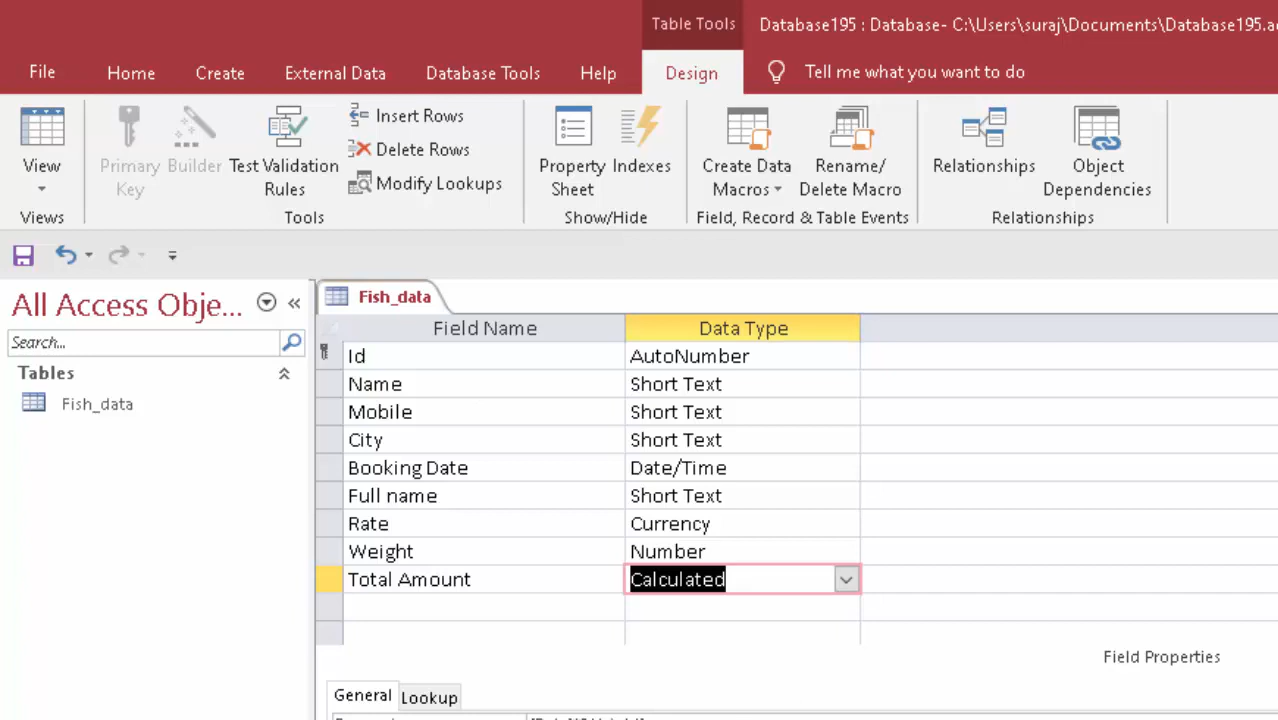 Table Tools
Database195 : Database- C:\Users\suraj\Documents\Database195.ac
File
Home
Create
External Data
Database Tools
Help
Design
Tell me what you want to do
View
Primary
Key
Builder
Test Validation
Rules
Insert Rows
Delete Rows
Modify Lookups
Property
Sheet
Indexes
Create Data
Macros
Rename/
Delete Macro
Relationships
Object
Dependencies
Views
Tools
Show/Hide
Field, Record & Table Events
Relationships
All Access Obje...
Search...
Tables
Fish_data
Fish_data
Field Name
Data Type
Id
AutoNumber
Name
Short Text
Mobile
Short Text
City
Short Text
Booking Date
Date/Time
Full name
Short Text
Rate
Currency
Weight
Number
Total Amount
Calculated
Field Properties
General
Lookup